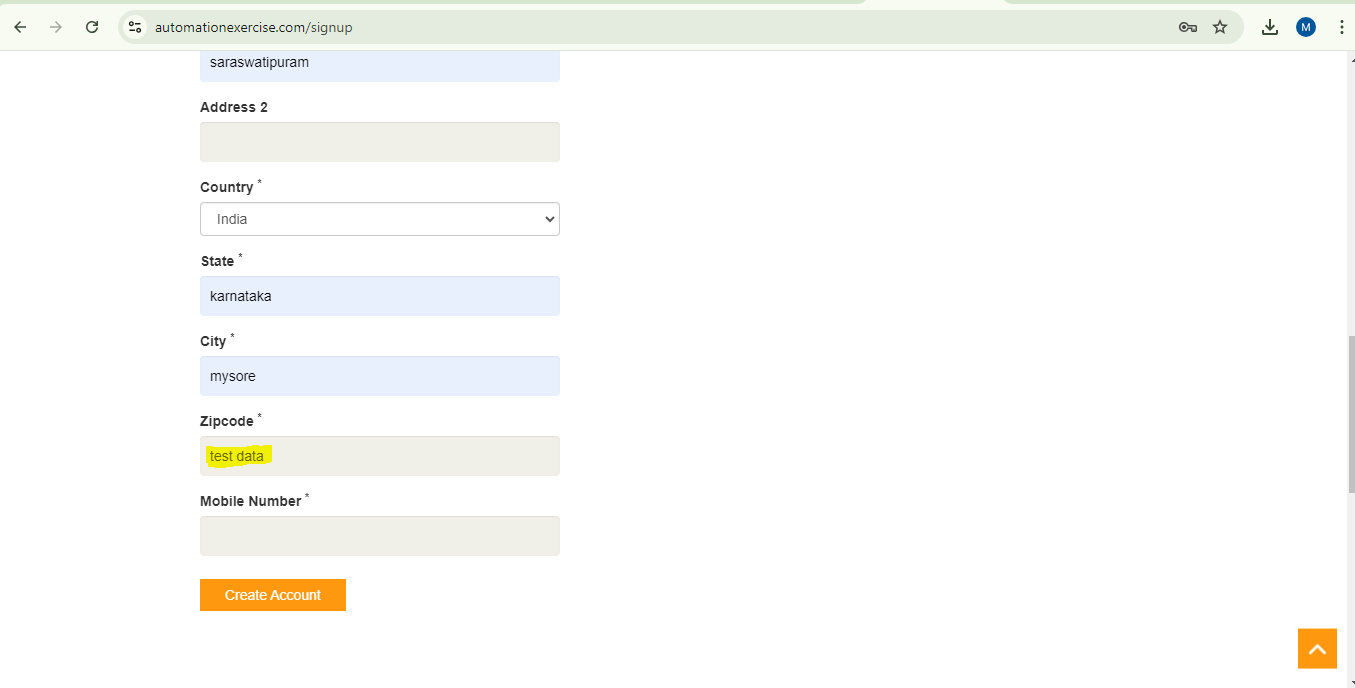 automationexercise.com/signup
M
saraswatipuram
Address 2
Country *
India
State *
karnataka
City *
mysore
Zipcode *
test data
Mobile Number *
Create Account